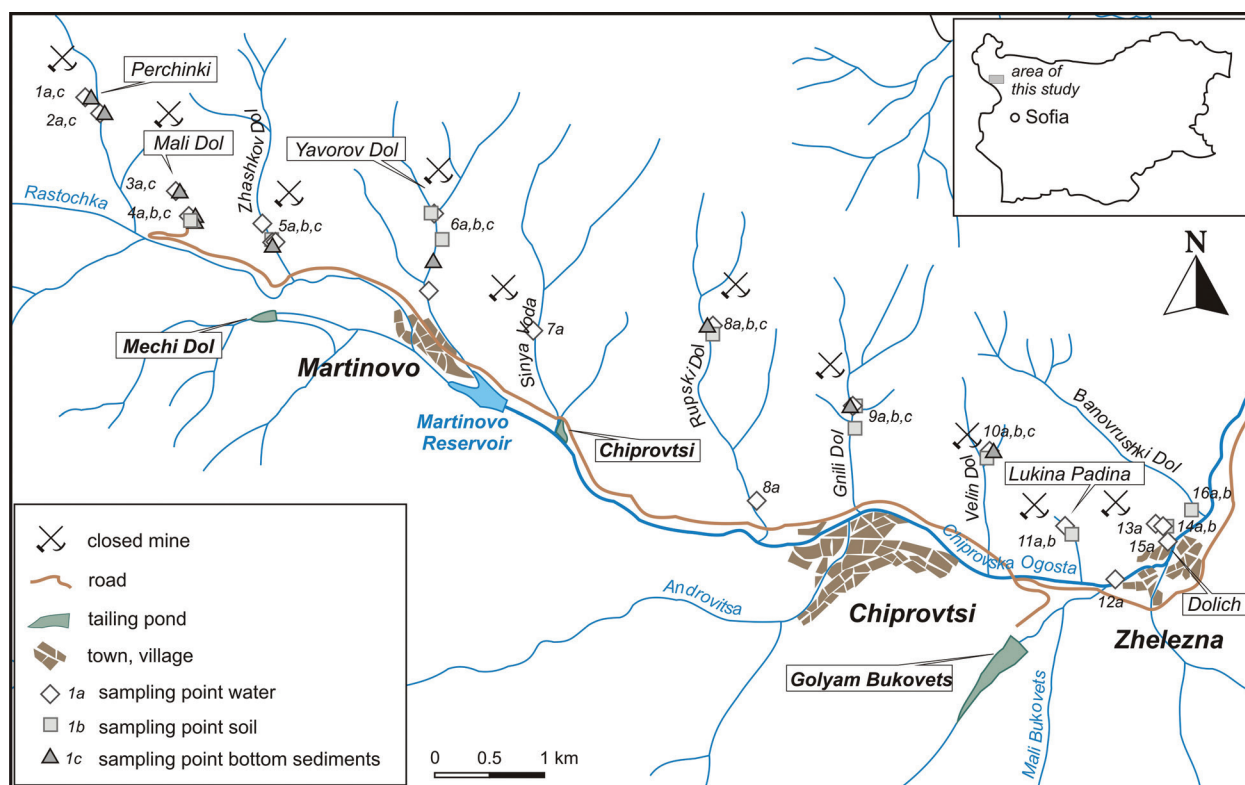 Perchinki
1a,c
2a,c
Mali Dol
3a,c
4a,b,c
Rastochka
Zhashkov Dol
5a,b,c
Yavorov Dol
6a,b,c
area of
this study
Sofia
N
Mechi Dol
Martinovo
Martinovo
Reservoir
Sinya Voda
7a
Chiprovtsi
Rupski Dol
8a,b,c
8a
Gnili Dol
9a,b,c
Velin Dol
10a,b,c
Lukina Padina
11a,b
Banovrushki Dol
16a,b
13a
14a,b
15a
12a
Dolich
Chiprovska Ogosta
Androvitsa
Chiprovtsi
Zhelezna
Golyam Bukovets
Mali Bukovets
closed mine
road
tailing pond
town, village
1a sampling point water
1b sampling point soil
1c sampling point bottom sediments
0 0.5 1 km